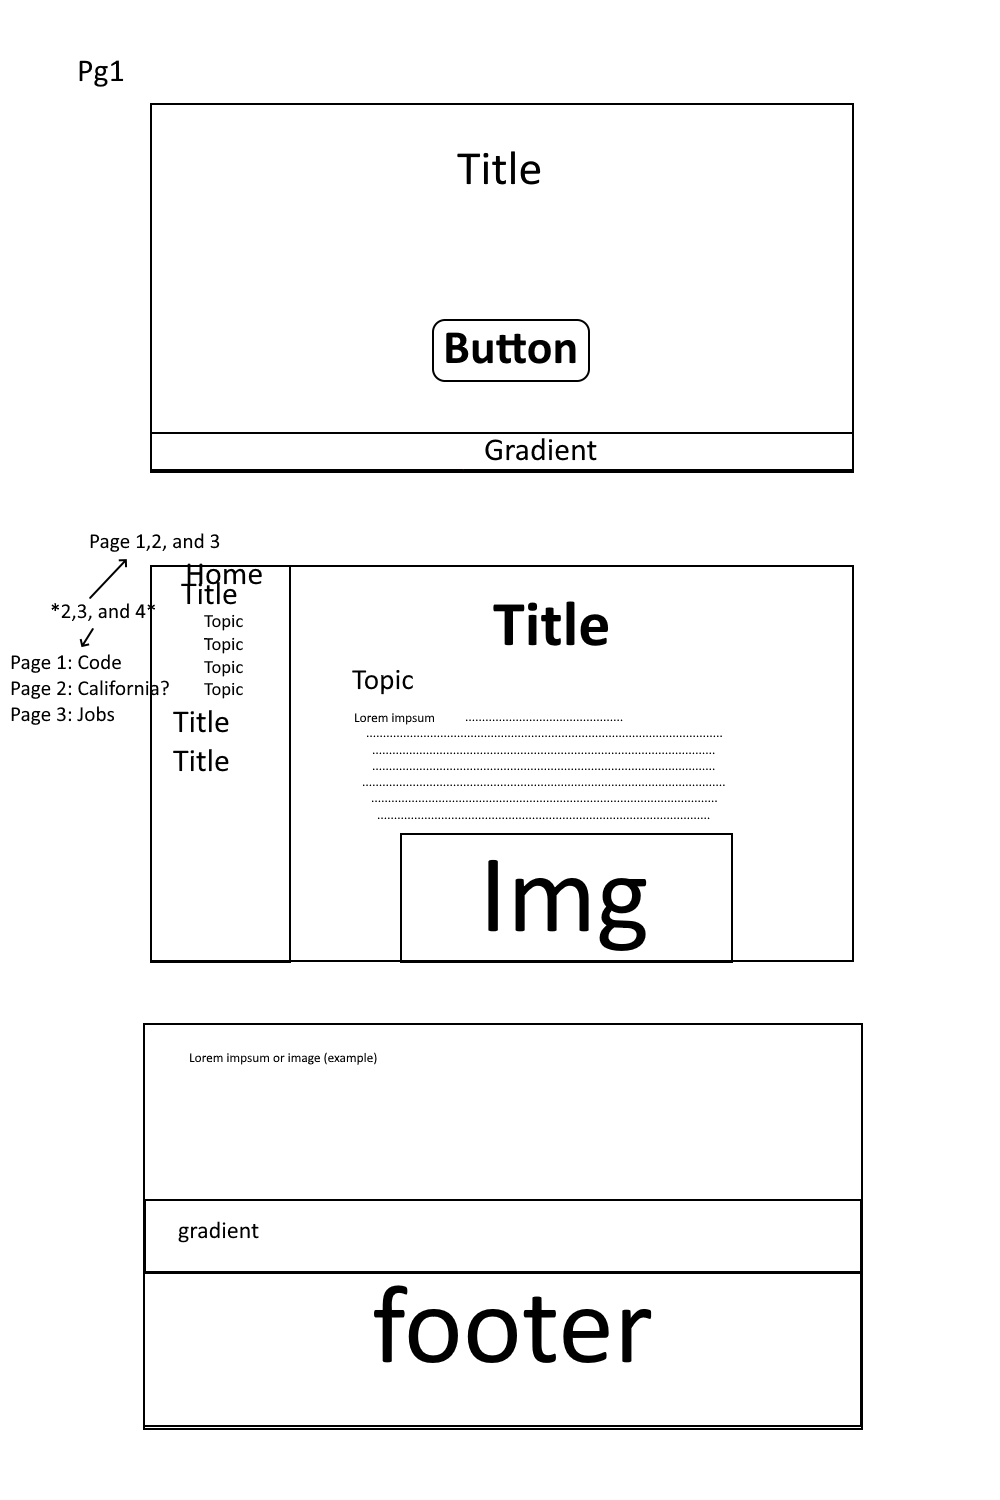 Pg1
Title
Button
Gradient
Page 1,2, and 3
*2,3, and 4*
Page 1: Code
Page 2: California?
Page 3: Jobs
Home
Title
Topic
Topic
Topic
Topic
Title
Title
Title
Topic
Lorem impsum
Img
Lorem impsum or image (example)
gradient
footer